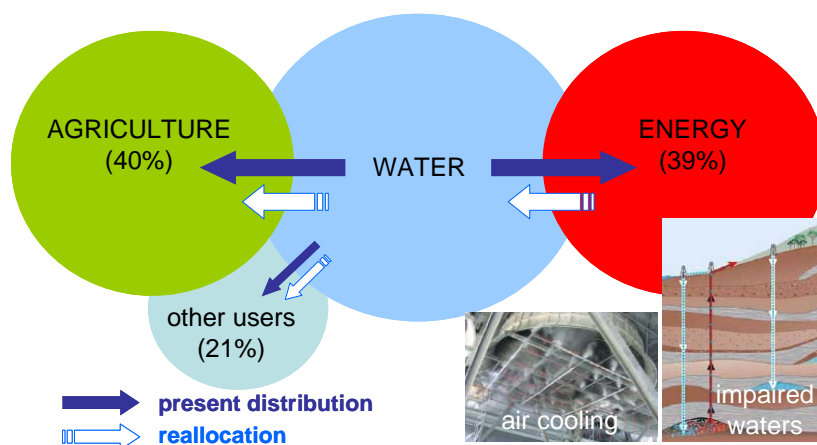 AGRICULTURE
(40%)
WATER
ENERGY
(39%)
other users
(21%)
present distribution
reallocation
air cooling
impaired
waters